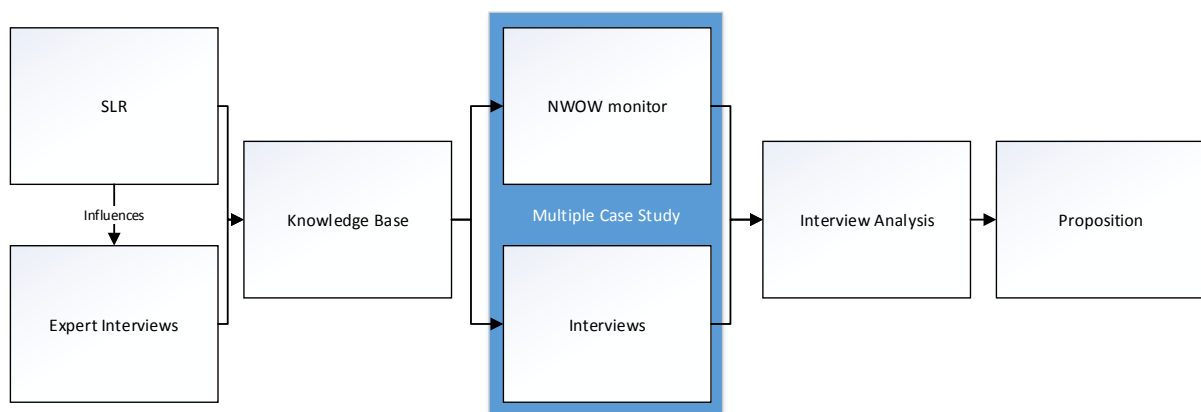 SLR
Influences
Expert Interviews
Knowledge Base
NWOW monitor
Multiple Case Study
Interviews
Interview Analysis
Proposition